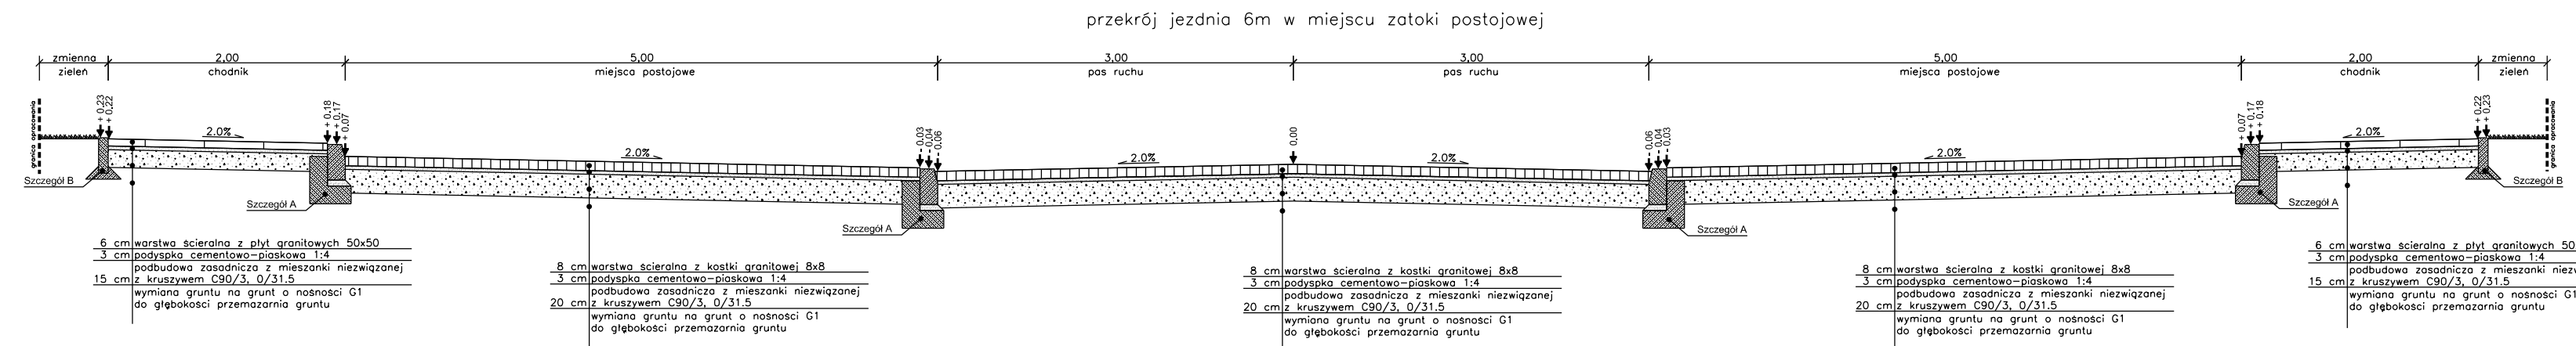 przekrój jezdnia 6m w miejscu zatoki postojowej
zmienna 2,00 5,00 3,00 3,00 5,00 2,00 zmienna
zieleń chodnik miejsca postojowe pas ruchu pas ruchu miejsca postojowe chodnik zieleń
granica opracowania
+ 0,23
+ 0,22
2.0%
+ 0,18
+ 0,17
+ 0,07
2.0%
- 0,03
- 0,04
- 0,06
2.0%
0,00
2.0%
- 0,06
- 0,04
- 0,03
2.0%
+ 0,07
+ 0,17
+ 0,18
2.0%
+ 0,22
+ 0,23
granica opracowania
Szczegół B
Szczegół A
Szczegół A
Szczegół A
Szczegół A
Szczegół B
6 cm warstwa ścieralna z płyt granitowych 50x50
3 cm podyspka cementowo-piaskowa 1:4
podbudowa zasadnicza z mieszanki niezwiązanej
15 cm z kruszywem C90/3, 0/31.5
wymiana gruntu na grunt o nośności G1
do głębokości przemazarnia gruntu
8 cm warstwa ścieralna z kostki granitowej 8x8
3 cm podyspka cementowo-piaskowa 1:4
podbudowa zasadnicza z mieszanki niezwiązanej
20 cm z kruszywem C90/3, 0/31.5
wymiana gruntu na grunt o nośności G1
do głębokości przemazarnia gruntu
8 cm warstwa ścieralna z kostki granitowej 8x8
3 cm podyspka cementowo-piaskowa 1:4
podbudowa zasadnicza z mieszanki niezwiązanej
20 cm z kruszywem C90/3, 0/31.5
wymiana gruntu na grunt o nośności G1
do głębokości przemazarnia gruntu
8 cm warstwa ścieralna z kostki granitowej 8x8
3 cm podyspka cementowo-piaskowa 1:4
podbudowa zasadnicza z mieszanki niezwiązanej
20 cm z kruszywem C90/3, 0/31.5
wymiana gruntu na grunt o nośności G1
do głębokości przemazarnia gruntu
6 cm warstwa ścieralna z płyt granitowych 50
3 cm podyspka cementowo-piaskowa 1:4
podbudowa zasadnicza z mieszanki niezw
15 cm z kruszywem C90/3, 0/31.5
wymiana gruntu na grunt o nośności G1
do głębokości przemazarnia gruntu